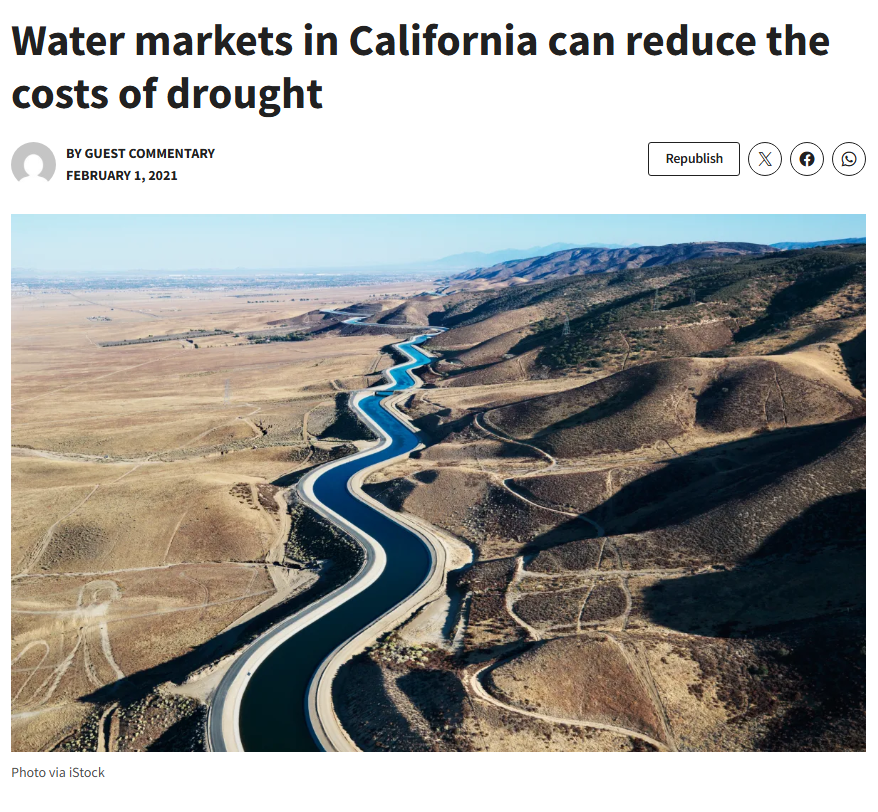 Water markets in California can reduce the
costs of drought
BY GUEST COMMENTARY
FEBRUARY 1, 2021
Republish
Photo via iStock